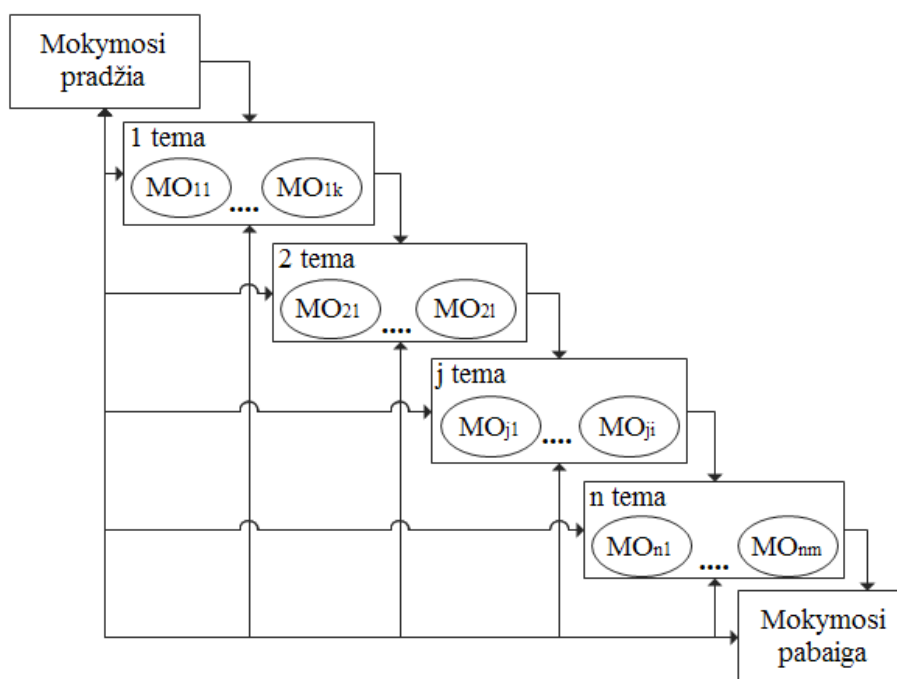 Mokymosi
pradžia
1 tema
MO11 .... MO1k
2 tema
MO21 .... MO2l
j tema
MOj1 .... MOji
n tema
MOn1 .... MOnm
Mokymosi
pabaiga